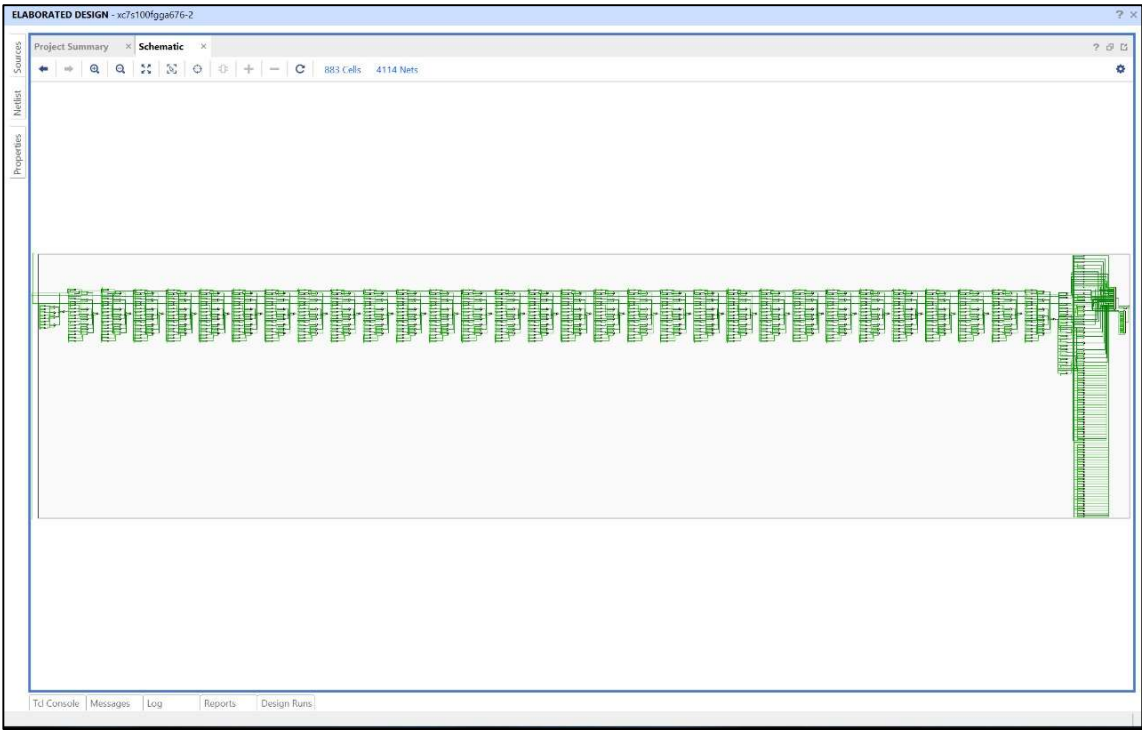 ELABORATED DESIGN - xc7s100fgga676-2
Sources
Netlist
Properties
Project Summary
Schematic
883 Cells
4114 Nets
Tcl Console
Messages
Log
Reports
Design Runs